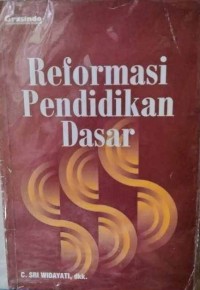 Grasindo
Reformasi
Pendidikan
Dasar
C. SRI WIDAYATI, dkk.